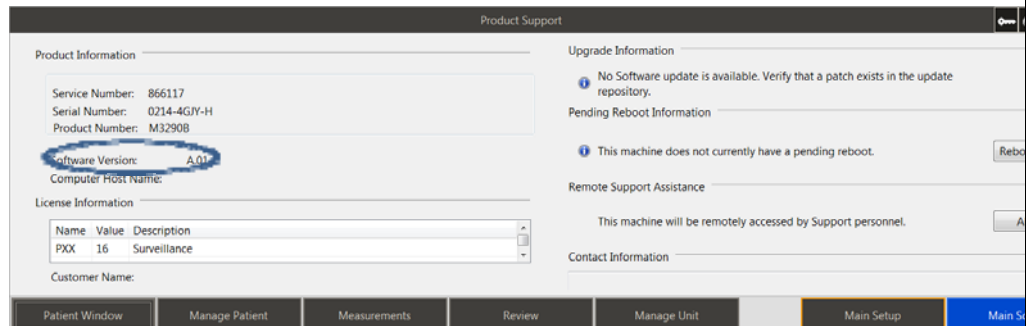 Product Support
Product Information
Service Number: 866117
Serial Number: 0214-4GJY-H
Product Number: M3290B
Software Version: A.01
Computer Host Name:
License Information
Name Value Description
PXX 16 Surveillance
Customer Name:
Upgrade Information
No Software update is available. Verify that a patch exists in the update
repository.
Pending Reboot Information
This machine does not currently have a pending reboot.
Rebo
Remote Support Assistance
This machine will be remotely accessed by Support personnel.
A
Contact Information
Patient Window
Manage Patient
Measurements
Review
Manage Unit
Main Setup
Main Sc